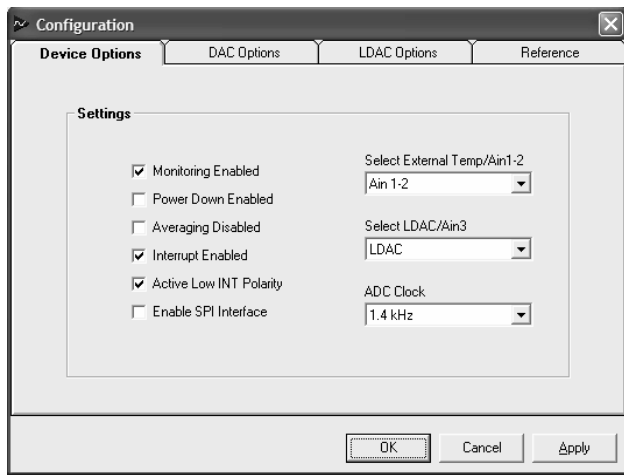 Configuration
Device Options
DAC Options
LDAC Options
Reference
Settings
Monitoring Enabled
Power Down Enabled
Averaging Disabled
Interrupt Enabled
Active Low INT Polarity
Enable SPI Interface
Select External Temp/Ain1-2
Ain 1-2
Select LDAC/Ain3
LDAC
ADC Clock
1.4 kHz
OK
Cancel
Apply